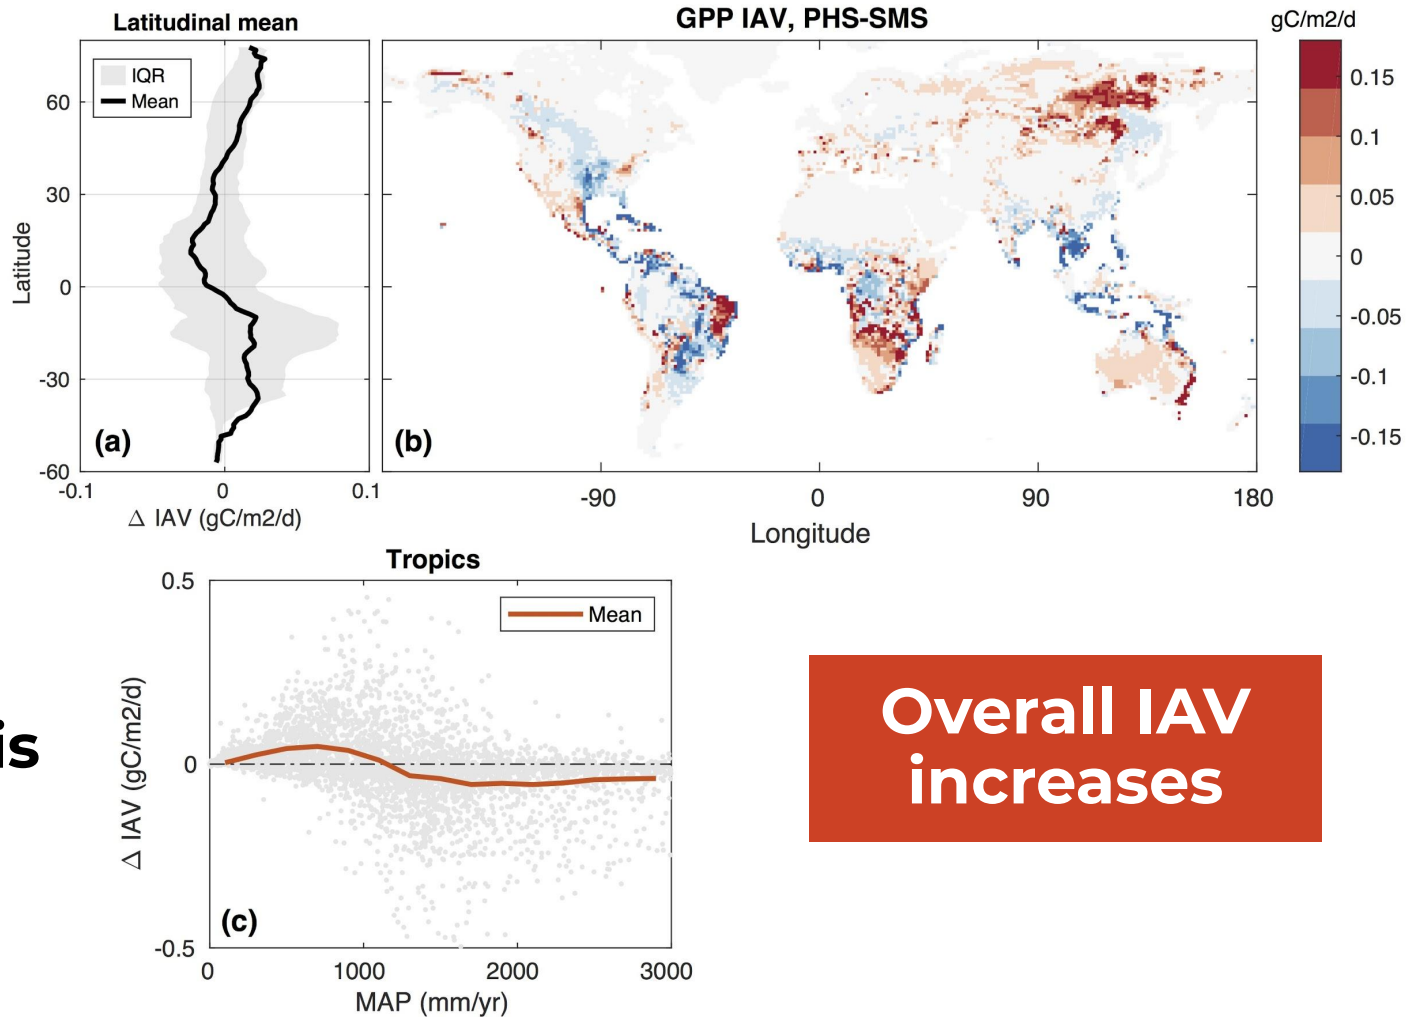 Latitudinal mean
IQR
Mean
60
30
0
-30
-60
Latitude
(a)
-0.1
0
0.1
Δ IAV (gC/m2/d)
GPP IAV, PHS-SMS
(b)
-90
0
90
180
Longitude
gC/m2/d
0.15
0.1
0.05
0
-0.05
-0.1
-0.15
is
Tropics
Mean
0.5
0
-0.5
Δ IAV (gC/m2/d)
(c)
0
1000
2000
3000
MAP (mm/yr)
Overall IAV
increases